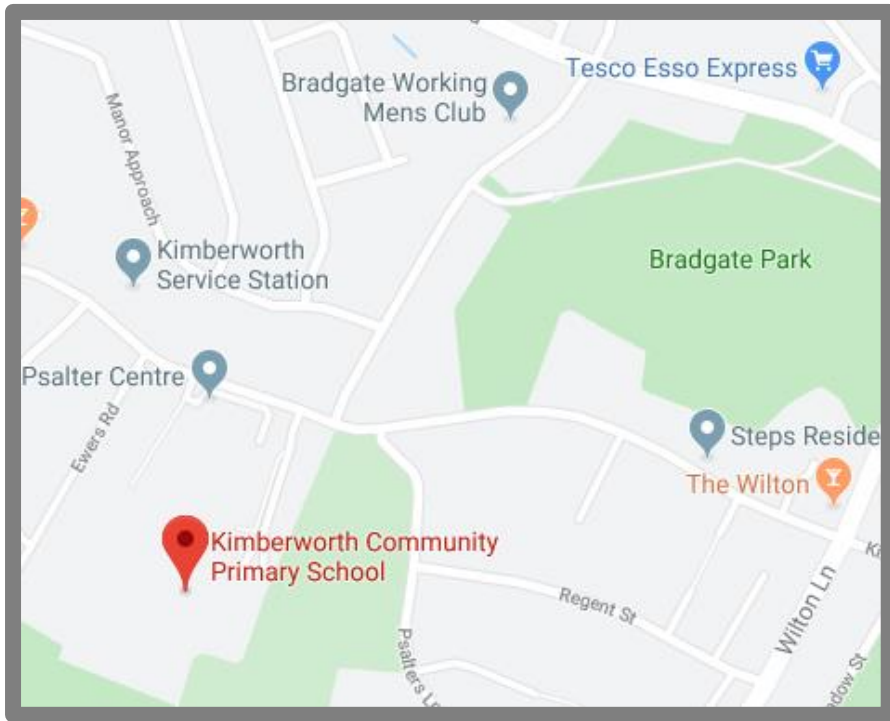 Bradgate Working
Mens Club
Tesco Esso Express
Manor Approach
Bradgate Park
Kimberworth
Service Station
Psalter Centre
Ewers Rd
Steps Reside
The Wilton
Kimberworth Community
Primary School
Regent St
Wilton Ln
Psalters Ln